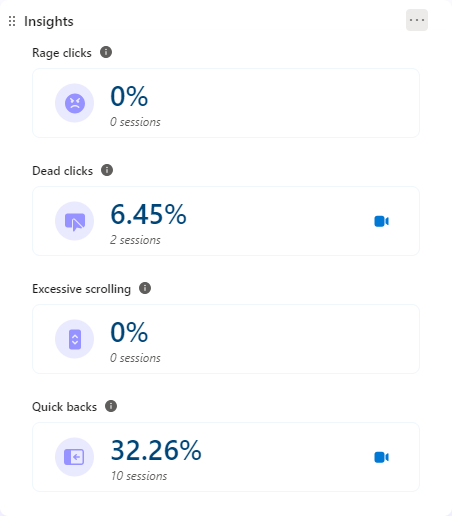 Insights
Rage clicks
0%
0 sessions
Dead clicks
6.45%
2 sessions
Excessive scrolling
0%
0 sessions
Quick backs
32.26%
10 sessions